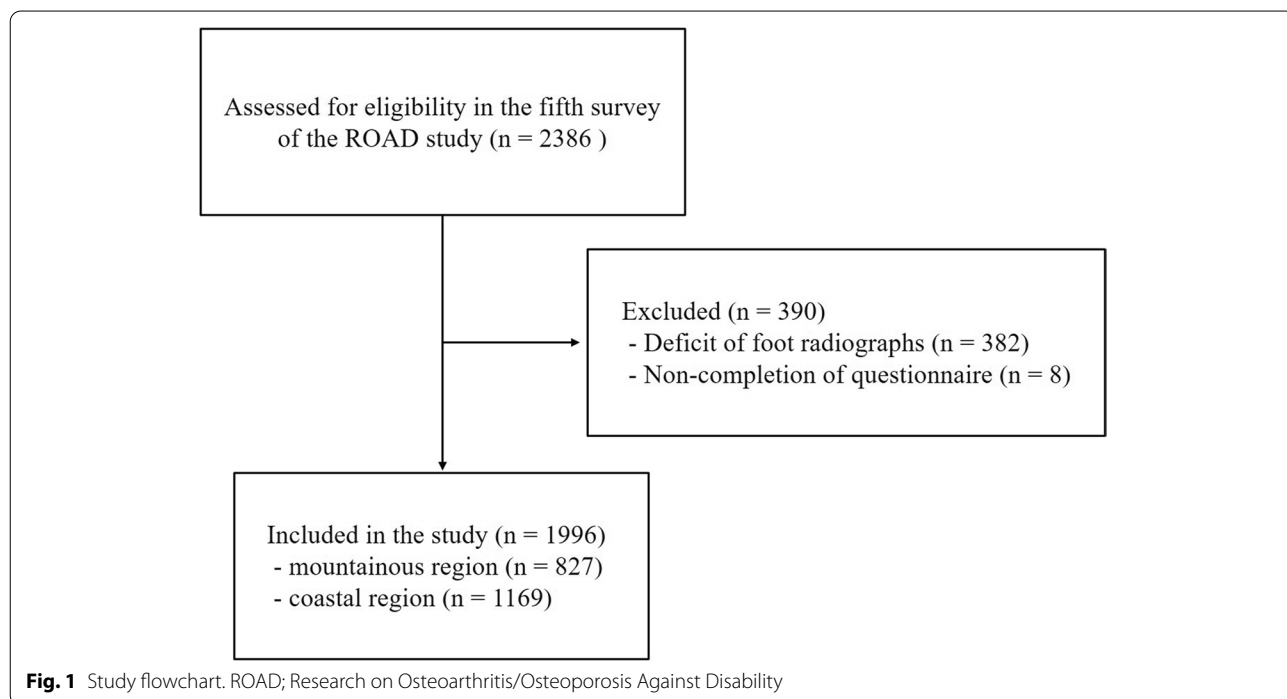 Assessed for eligibility in the fifth survey
of the ROAD study (n = 2386 )
Excluded (n = 390)
- Deficit of foot radiographs (n = 382)
- Non-completion of questionnaire (n = 8)
Included in the study (n = 1996)
- mountainous region (n = 827)
- coastal region (n = 1169)
Fig. 1 Study flowchart. ROAD; Research on Osteoarthritis/Osteoporosis Against Disability